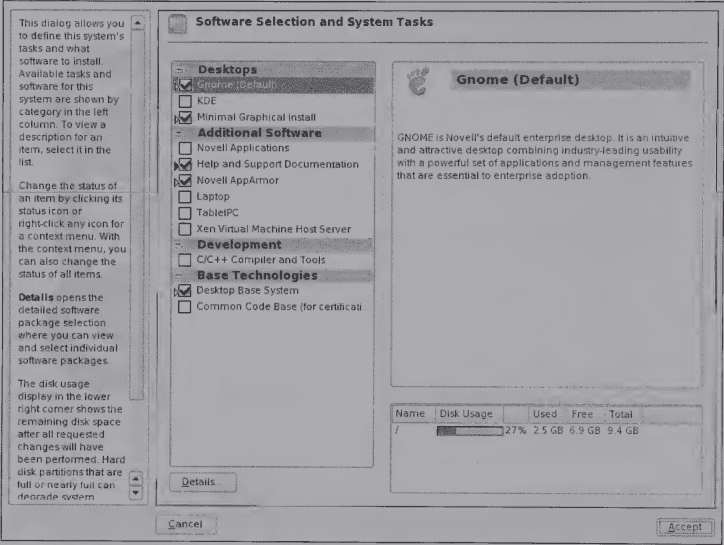 This dialog allows you
to define this system's
tasks and what
software to install.
Available tasks and
software for this
system are shown by
category in the left
column. To view a
description for an
item, select it in the
list.
Change the status of
an item by clicking its
status icon or
right-click any icon for
a context menu. With
the context menu, you
can also change the
status of all items.
Details opens the
detailed software
package selection
where you can view
and select individual
software packages.
The disk usage
display in the lower
right corner shows the
remaining disk space
after all requested
changes will have
been performed. Hard
disk partitions that are
full or nearly full can
degrade system
Software Selection and System Tasks
Desktops
Gnome (Default)
KDE
Minimal Graphical Install
Additional Software
Novell Applications
Help and Support Documentation
Novell AppArmor
Laptop
TabletPC
Xen Virtual Machine Host Server
Development
C/C++ Compiler and Tools
Base Technologies
Desktop Base System
Common Code Base (for certificati
Details...
Gnome (Default)
GNOME is Novell's default enterprise desktop. It is an intuitive
and attractive desktop combining industry-leading usability
with a powerful set of applications and management features
that are essential to enterprise adoption.
Name Disk Usage Used Free Total
/ 27% 2.5 GB 6.9 GB 9.4 GB
Cancel
Accept